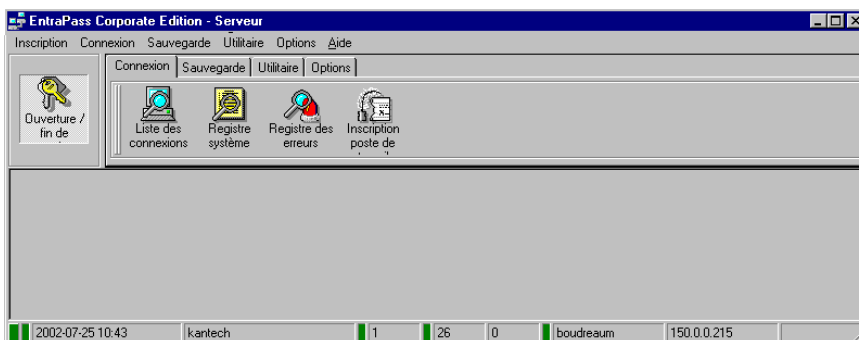 EntraPass Corporate Edition - Serveur
Inscription Connexion Sauvegarde Utilitaire Options Aide
Connexion Sauvegarde Utilitaire Options
Ouverture /
fin de
Liste des
connexions
Registre
système
Registre des
erreurs
Inscription
poste de
2002-07-25 10:43 kantech 1 26 0 boudreaum 150.0.0.215